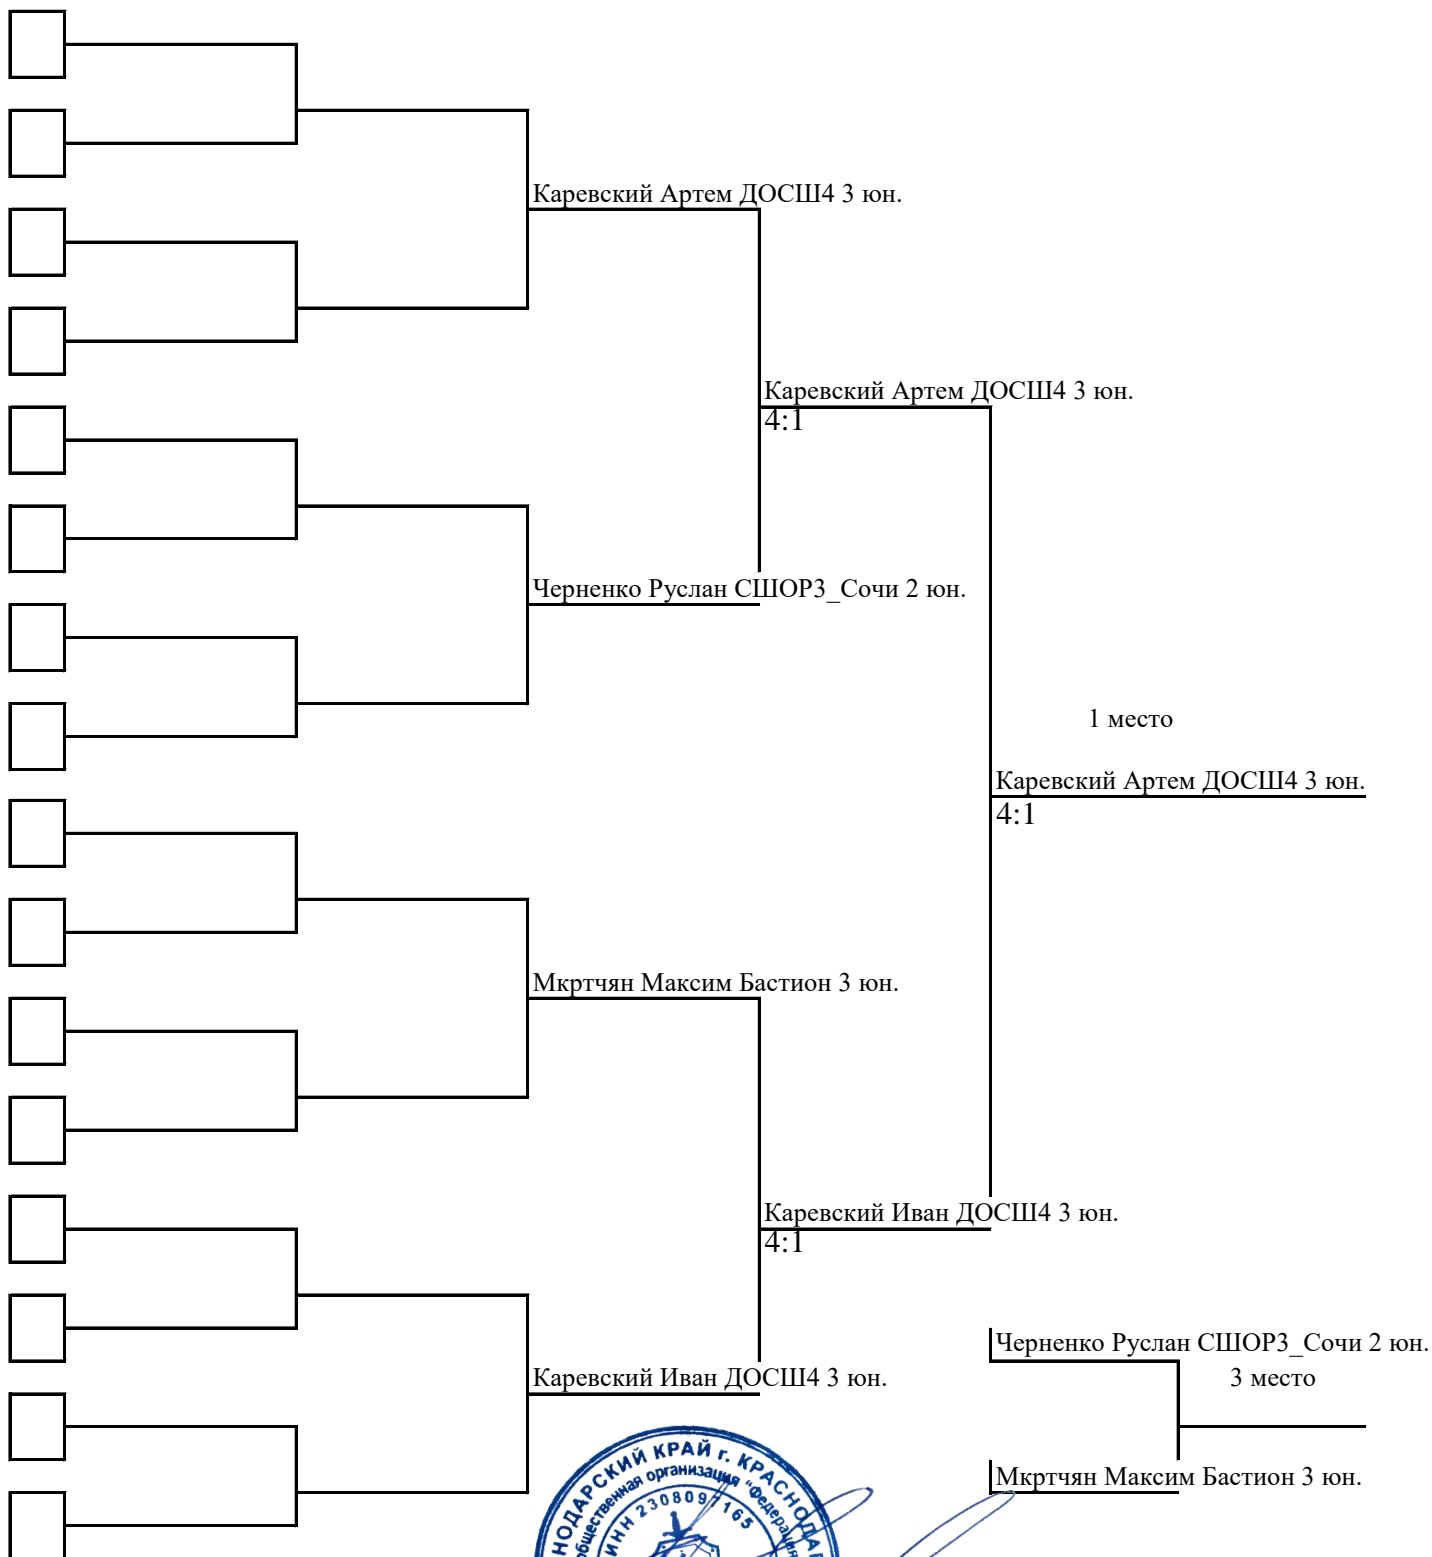 Каревский Артем ДОСШ4 3 юн.
Каревский Артем ДОСШ4 3 юн.
4:1
Черненко Руслан СШОР3_Сочи 2 юн.
1 место
Каревский Артем ДОСШ4 3 юн.
4:1
Мкртчян Максим Бастион 3 юн.
Каревский Иван ДОСШ4 3 юн.
4:1
Черненко Руслан СШОР3_Сочи 2 юн.
3 место
Каревский Иван ДОСШ4 3 юн.
Мкртчян Максим Бастион 3 юн.
КРАЙ г.
общественная организация "Федерация
ИНН 2308097165